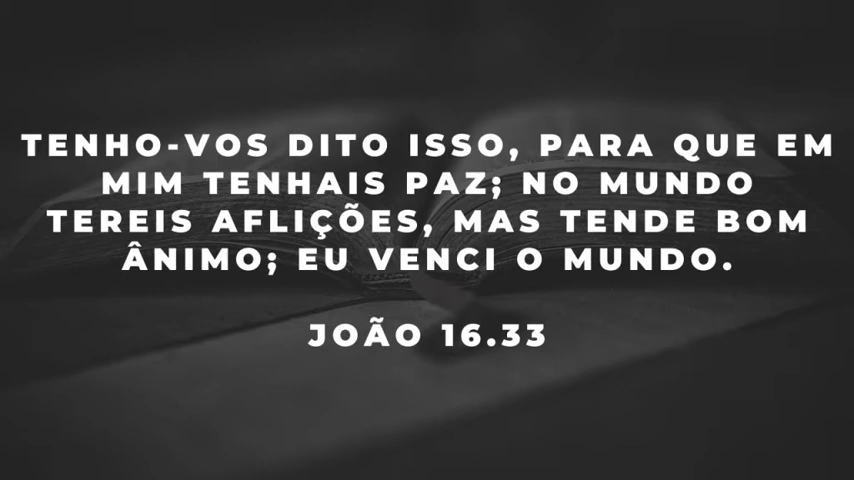 TENHO-VOS DITO ISSO, PARA QUE EM
MIM TENHAIS PAZ; NO MUNDO
TEREIS AFLIÇÕES, MAS TENDE BOM
ÂNIMO; EU VENCI O MUNDO.
JOÃO 16.33